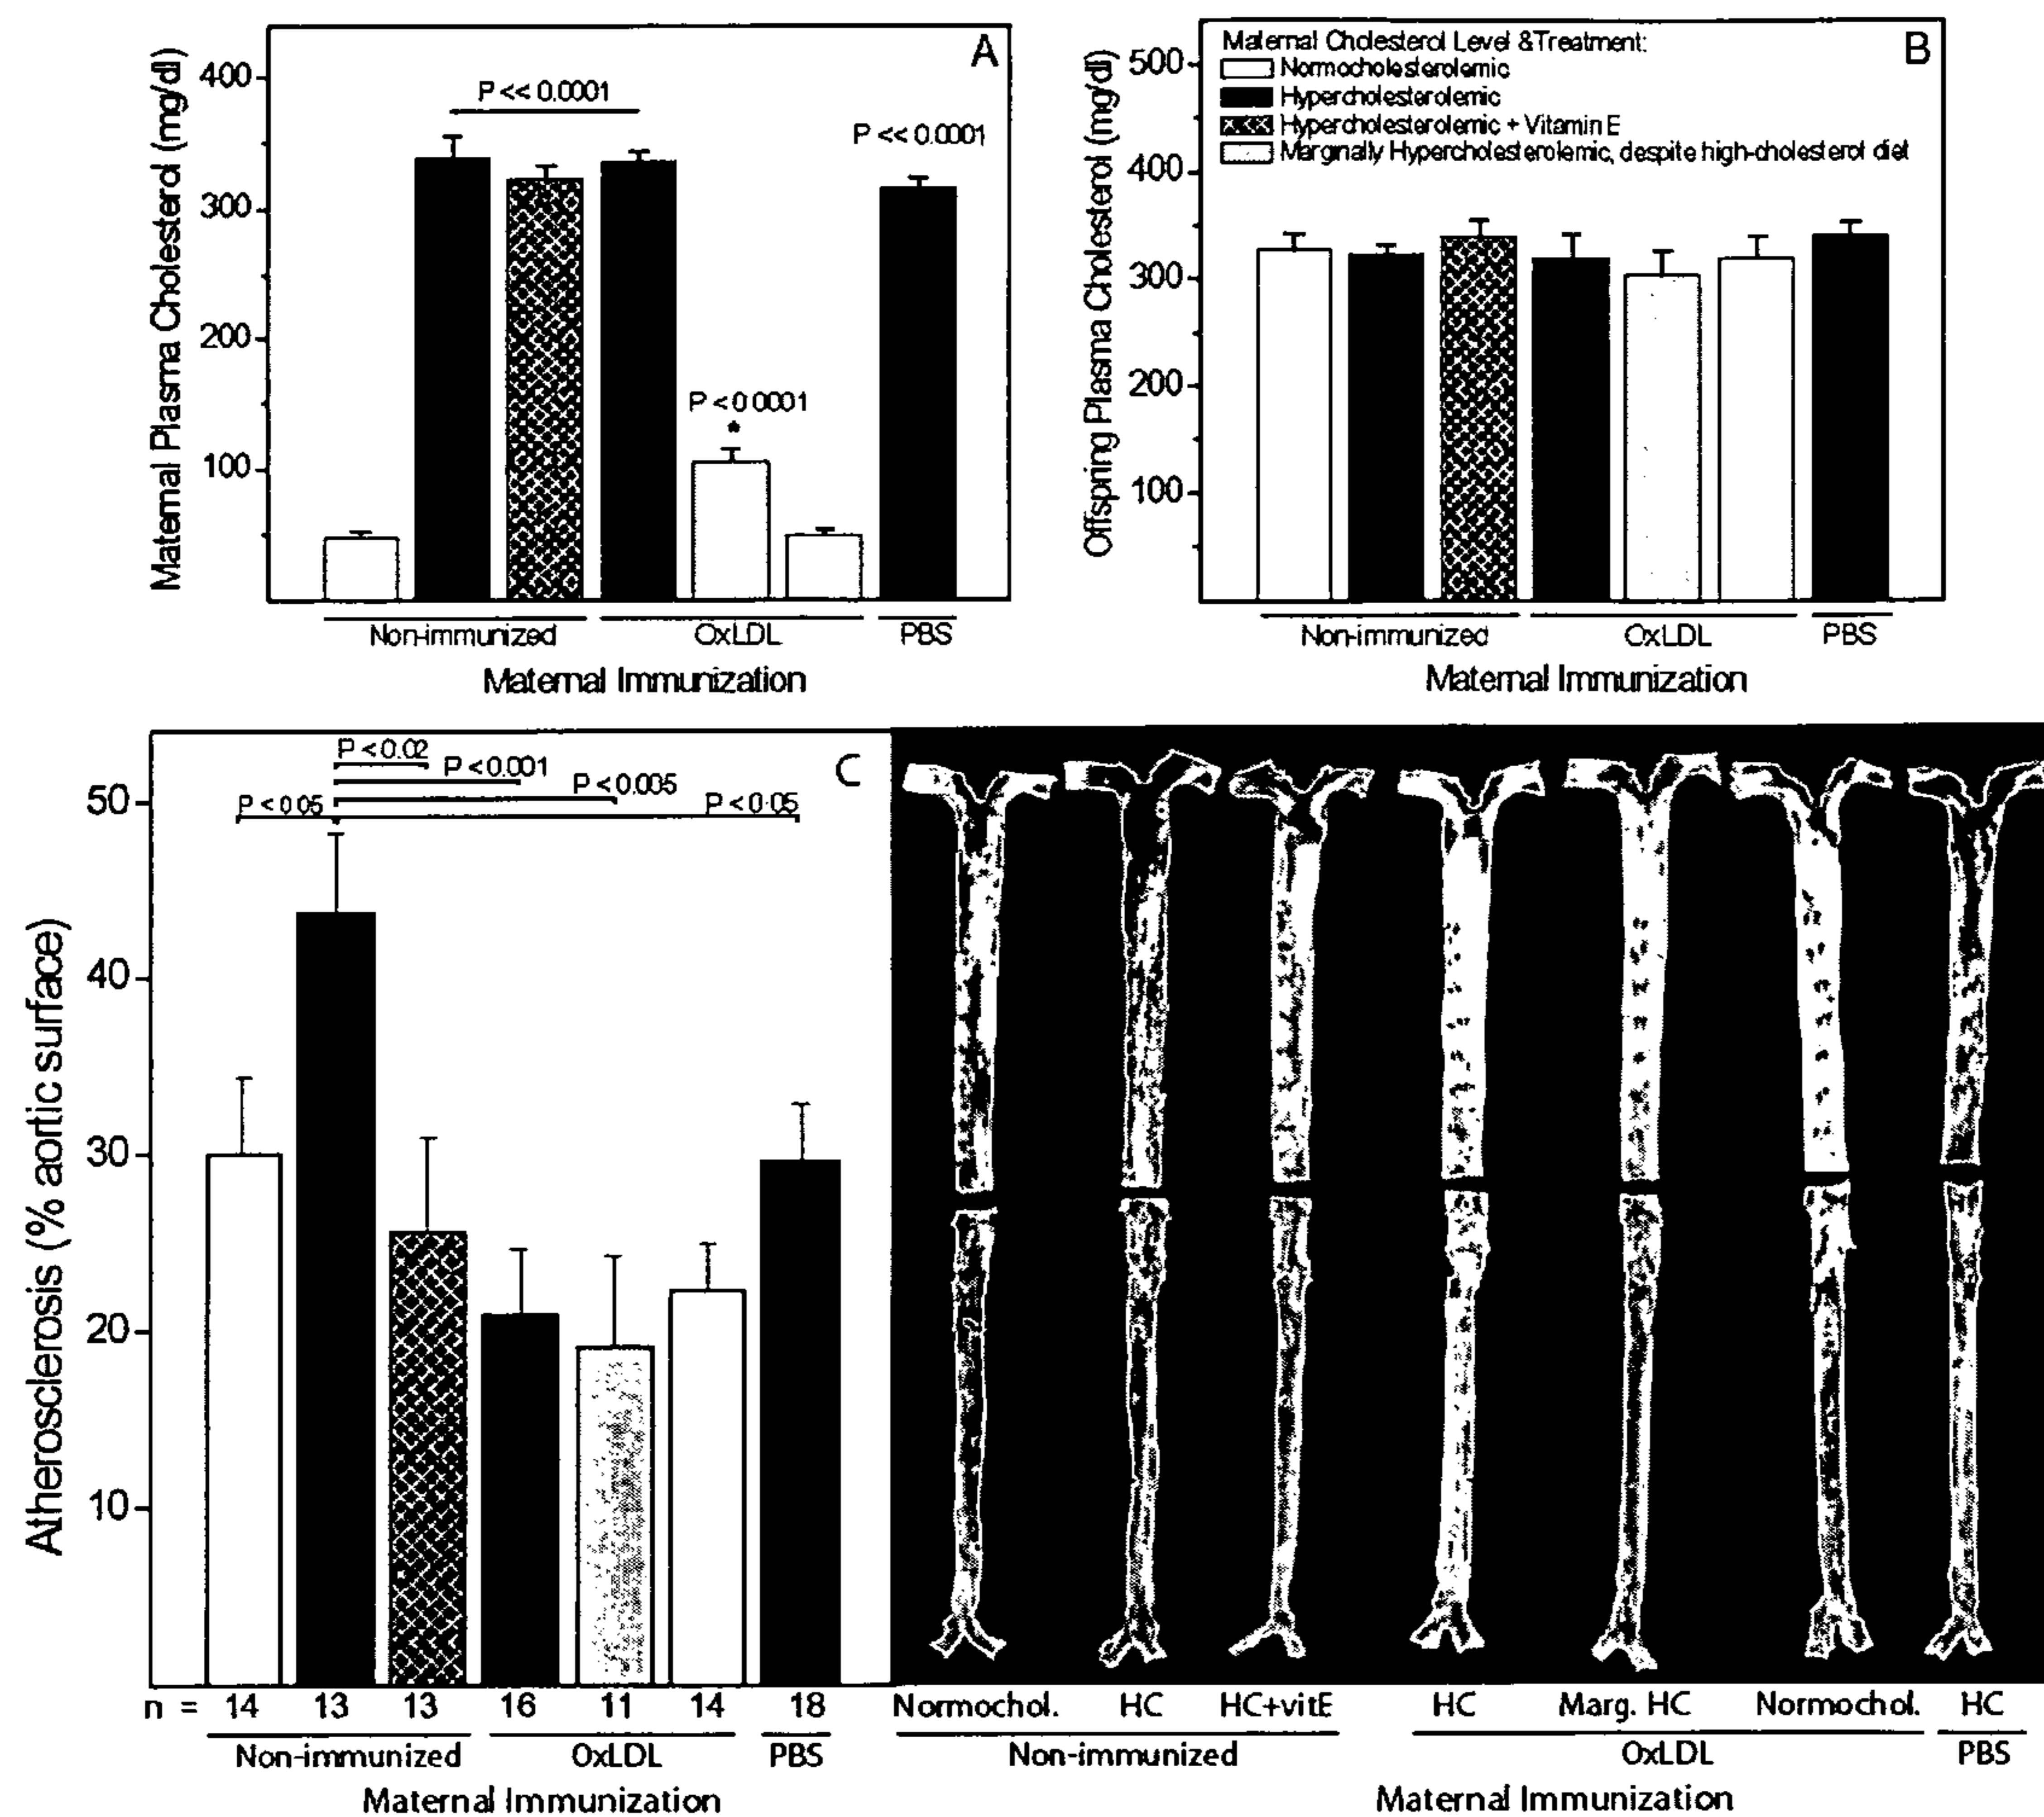 A
Maternal Plasma Cholesterol (mg/dl)
400
300
200
100
P << 0.0001
P < 0 0001
*
P << 0.0001
Non-immunized OxLDL PBS
Maternal Immunization
B
Offspring Plasma Cholesterol (mg/dl)
500
400
300
200
100
Maternal Cholesterol Level & Treatment:
Normocholesterolemic
Hypercholesterolemic
Hypercholesterolemic + Vitamin E
Marginally Hypercholesterolemic, despite high-cholesterol diet
Non-immunized OxLDL PBS
Maternal Immunization
C
Atherosclerosis (% aortic surface)
50
40
30
20
10
P < 0.02
P < 0.001
P < 0.005
P < 0 05
P < 0.05
n = 14 13 13 16 11 14 18
Non-immunized OxLDL PBS
Maternal Immunization
Normochol. HC HC+vitE HC Marg. HC Normochol. HC
Non-immunized OxLDL PBS
Maternal Immunization